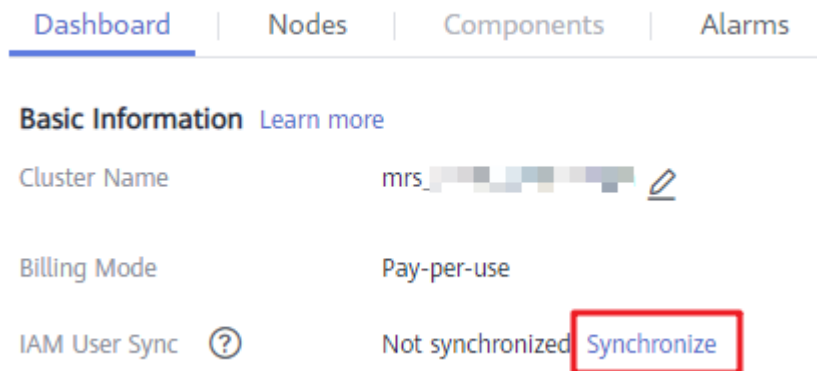 Dashboard Nodes Components Alarms
Basic Information Learn more
Cluster Name mrs_
Billing Mode Pay-per-use
IAM User Sync ? Not synchronized Synchronize